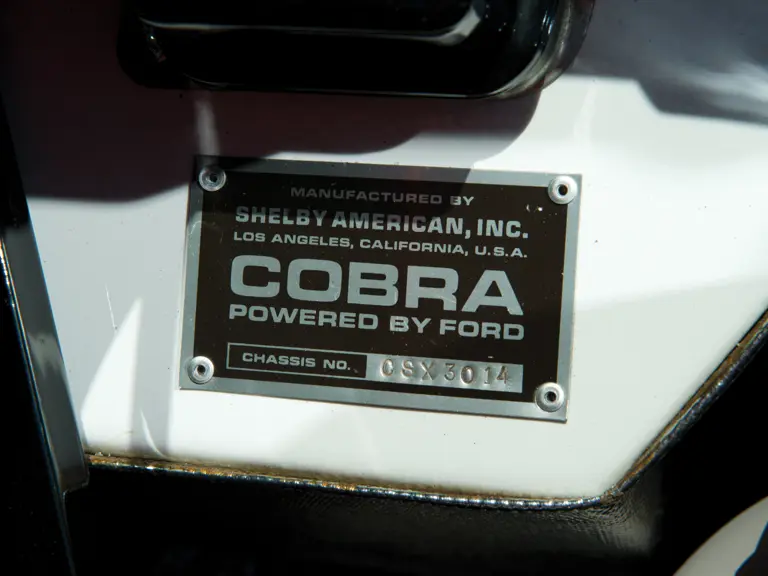 MANUFACTURED BY
SHELBY AMERICAN, INC.
LOS ANGELES, CALIFORNIA, U.S.A.
COBRA
POWERED BY FORD
CHASSIS NO. CSX3014